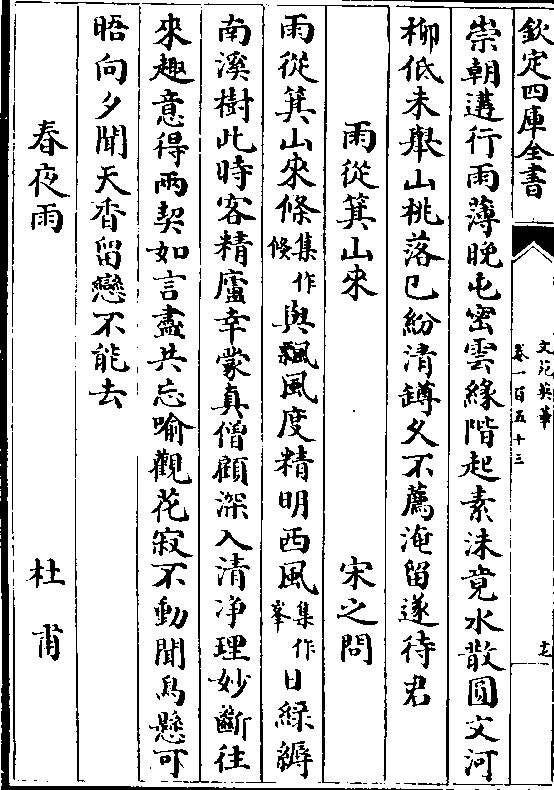 欽定四庫全書
文苑英華
卷一百五十三
崇朝遘行雨薄晚屯密雲緣階起素沫竟水散圓文河
柳低未舉山桃落已紛清罇久不薦淹留遂待君
雨從箕山來 宋之問
雨從箕山來倏集作倐與飄風度精明西風集作峯日綠縟
南溪樹此時客精廬幸蒙真僧顧深入清净理妙斷往
來趣意得兩契如言盡共忘喻觀花寂不動聞鳥懸可
晤向夕聞天香留戀不能去
春夜雨 杜甫